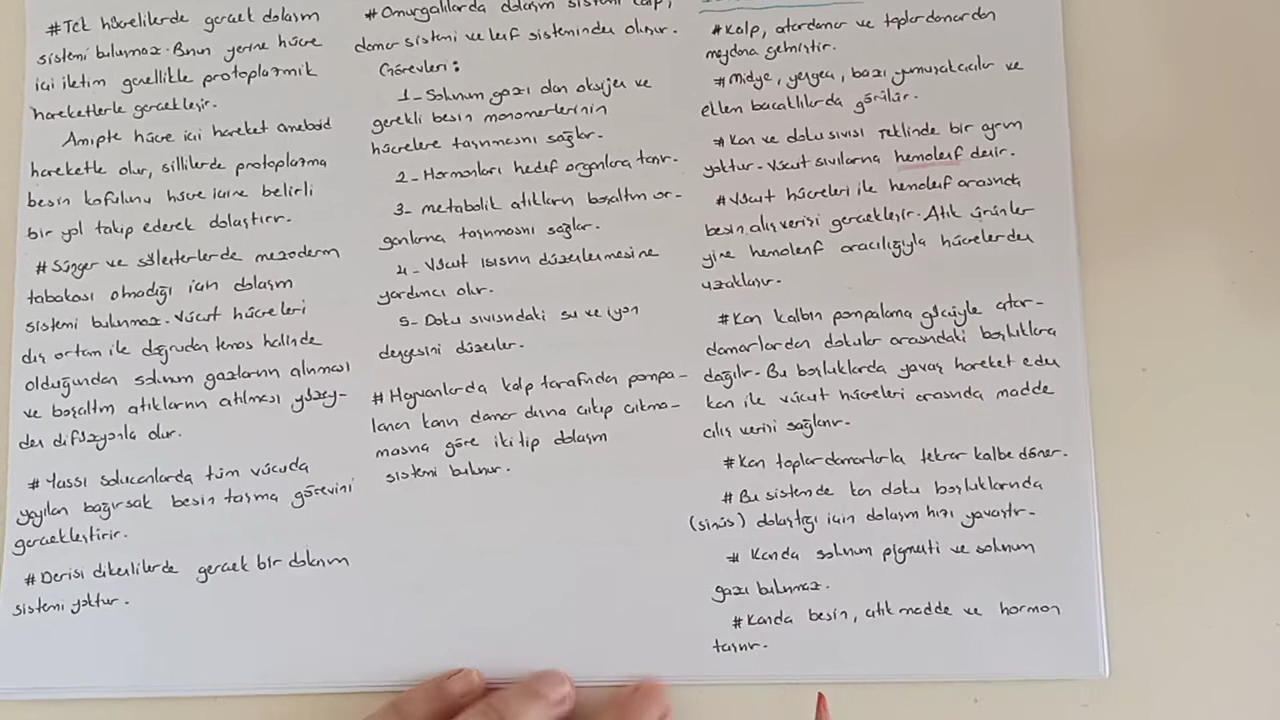 #Tek hücrelilerde gerçek dolaşım
sistemi bulunmaz. Bunun yerine hücre
içi iletim genellikle protoplazmik
hareketlerle gerçekleşir.
Amipte hücre içi hareket ameboid
hareketle olur, sillilerde protoplazma
besin kofulunu hücre içine belirli
bir yol takip ederek dolaştırır.
#Sünger ve sölenterlerde mezoderm
tabakası olmadığı için dolaşım
sistemi bulunmaz. Vücut hücreleri
dış ortam ile doğrudan temas halinde
olduğundan solunum gazlarının alınması
ve boşaltım atıklarının atılması yüzey-
den difüzyonla olur.
#Yassı solucanlarda tüm vücuda
yayılan bağırsak besin taşıma görevini
gerçekleştirir.
#Derisi dikenlilerde gerçek bir dolaşım
sistemi yoktur.
#Omurgalılarda dolaşım sistemi kalp,
damar sistemi ve lenf sisteminden oluşur.
Görevleri:
1-Solunum gazı olan oksijen ve
gerekli besin monomerlerinin
hücrelere taşınmasını sağlar.
2-Hormonları hedef organlara taşır.
3-metabolik atıkların boşaltım or-
ganlarına taşınmasını sağlar.
4-Vücut ısısının düzenlenmesine
yardımcı olur.
5-Doku sıvısındaki su ve iyon
dengesini düzenler.
#Hayvanlarda kalp tarafından pompa-
lanan kanın damar dışına çıkıp çıkma-
masına göre iki tip dolaşım
sistemi bulunur.
#Kalp, atardamar ve toplardamardan
meydana gelmiştir.
#Midye, yengeç, bazı yumuşakçalar ve
eklem bacaklılarda görülür.
#Kan ve doku sıvısı şeklinde bir ayrım
yoktur. Vücut sıvılarına hemolenf denir.
#Vücut hücreleri ile hemolenf arasında
besin alış verişi gerçekleşir. Atık ürünler
yine hemolenf aracılığıyla hücrelerden
uzaklaşır.
#Kan kalbin pompalama gücüyle atar-
damarlardan dokular arasındaki boşluklara
dağılır. Bu boşluklarda yavaş hareket eden
kan ile vücut hücreleri arasında madde
alış verişi sağlanır.
#Kan toplardamarlarla tekrar kalbe döner.
#Bu sistemde kan doku boşluklarında
(sinüs) dolaştığı için dolaşım hızı yavaştır.
#Kanda solunum pigmenti ve solunum
gazı bulunmaz.
#Kanda besin, atık madde ve hormon
taşınır.